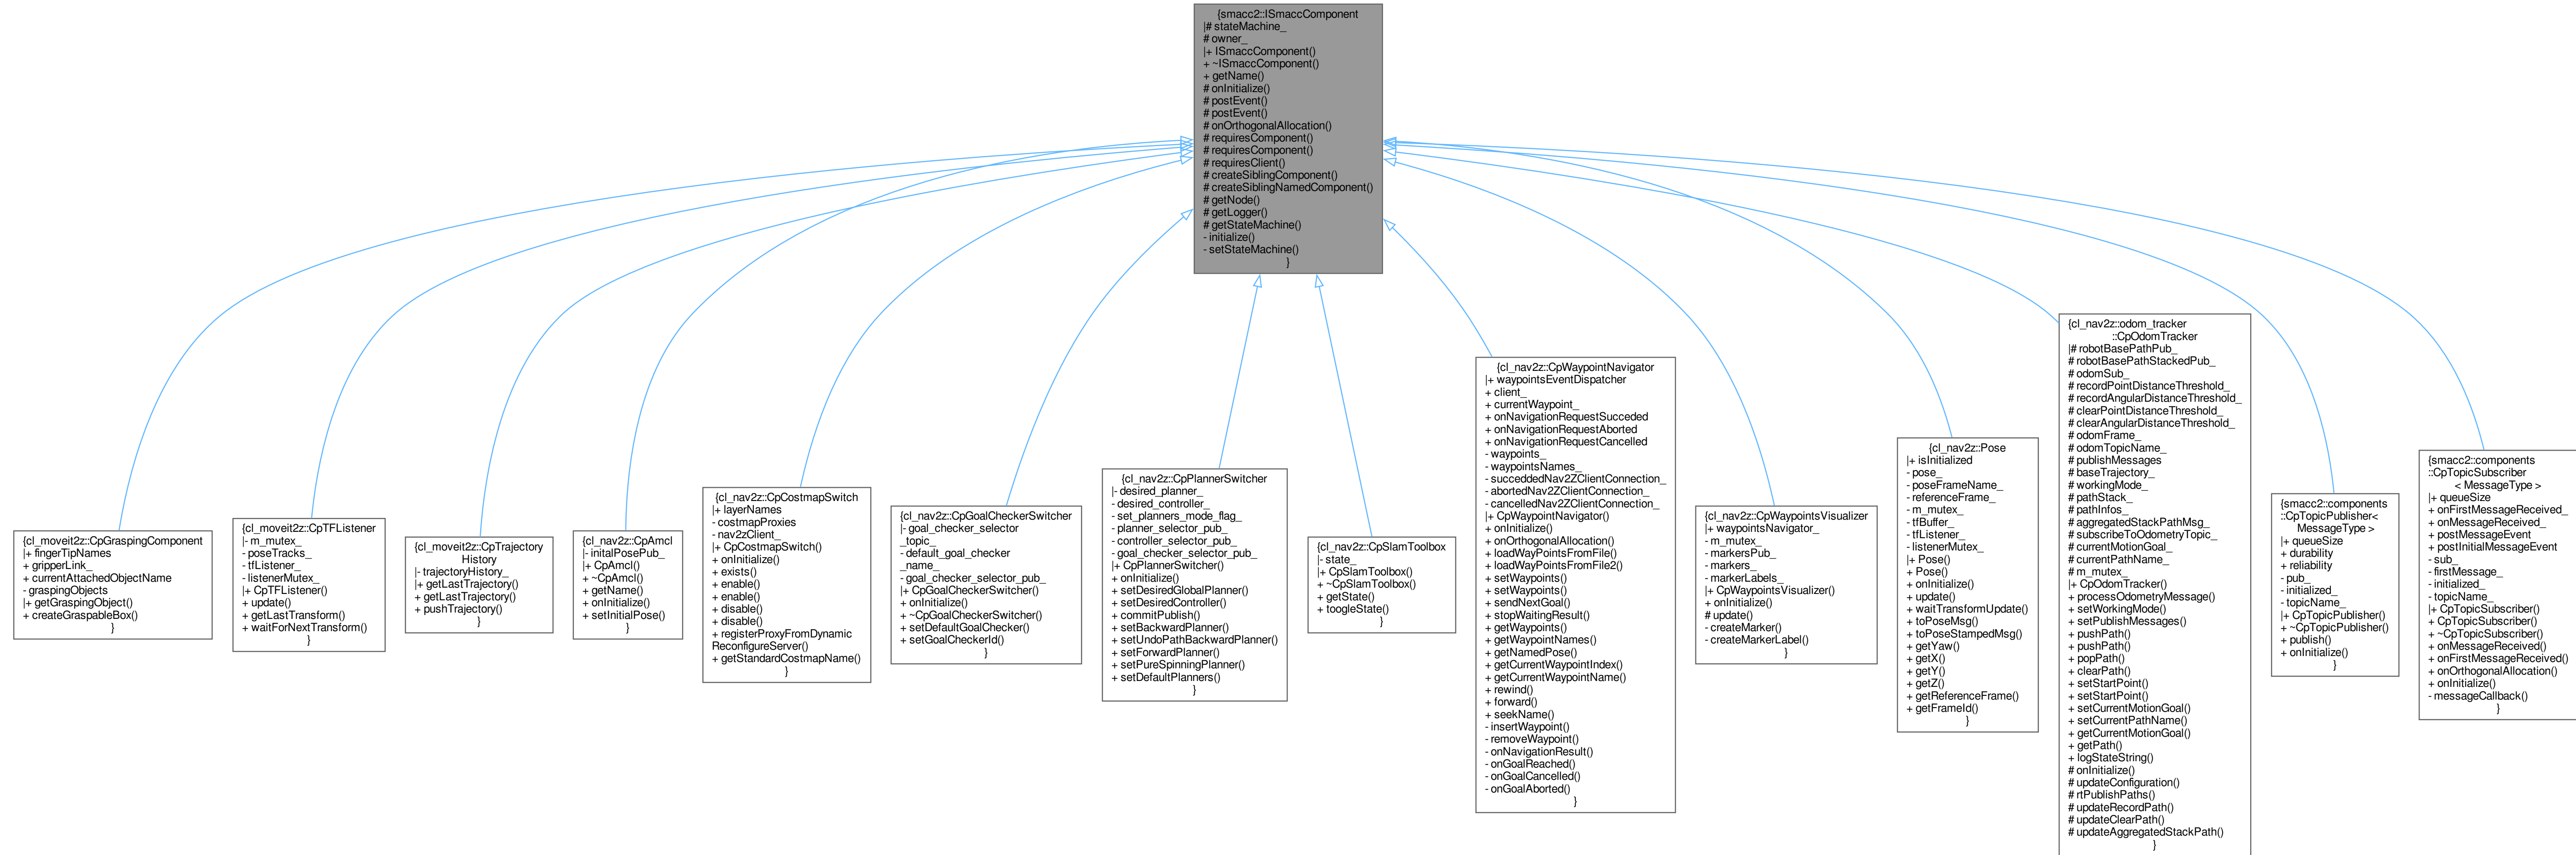 {smacc2::ISmaccComponent
|# stateMachine_
# owner_
|+ ISmaccComponent()
+ ~ISmaccComponent()
+ getName()
# onInitialize()
# postEvent()
# postEvent()
# onOrthogonalAllocation()
# requiresComponent()
# requiresComponent()
# requiresClient()
# createSiblingComponent()
# createSiblingNamedComponent()
# getNode()
# getLogger()
# getStateMachine()
- initialize()
- setStateMachine()
}
{cl_moveit2z::CpGraspingComponent
|+ fingerTipNames
+ gripperLink_
+ currentAttachedObjectName
- graspingObjects
|+ getGraspingObject()
+ createGraspableBox()
}
{cl_moveit2z::CpTFListener
|- m_mutex_
- poseTracks_
- tfListener_
- listenerMutex_
|+ CpTFListener()
+ update()
+ getLastTransform()
+ waitForNextTransform()
}
{cl_moveit2z::CpTrajectory
History
|- trajectoryHistory_
|+ getLastTrajectory()
+ getLastTrajectory()
+ pushTrajectory()
}
{cl_nav2z::CpAmcl
|- initalPosePub_
|+ CpAmcl()
+ ~CpAmcl()
+ getName()
+ onInitialize()
+ setInitialPose()
}
{cl_nav2z::CpCostmapSwitch
|+ layerNames
- costmapProxies
- nav2zClient_
|+ CpCostmapSwitch()
+ onInitialize()
+ exists()
+ enable()
+ enable()
+ disable()
+ disable()
+ registerProxyFromDynamic
ReconfigureServer()
+ getStandardCostmapName()
}
{cl_nav2z::CpGoalCheckerSwitcher
|- goal_checker_selector
_topic_
- default_goal_checker
_name_
- goal_checker_selector_pub_
|+ CpGoalCheckerSwitcher()
+ onInitialize()
+ ~CpGoalCheckerSwitcher()
+ setDefaultGoalChecker()
+ setGoalCheckerId()
}
{cl_nav2z::CpPlannerSwitcher
|- desired_planner_
- desired_controller_
- set_planners_mode_flag_
- planner_selector_pub_
- controller_selector_pub_
- goal_checker_selector_pub_
|+ CpPlannerSwitcher()
+ onInitialize()
+ setDesiredGlobalPlanner()
+ setDesiredController()
+ commitPublish()
+ setBackwardPlanner()
+ setUndoPathBackwardPlanner()
+ setForwardPlanner()
+ setPureSpinningPlanner()
+ setDefaultPlanners()
}
{cl_nav2z::CpSlamToolbox
|- state_
|+ CpSlamToolbox()
+ ~CpSlamToolbox()
+ getState()
+ toogleState()
}
{cl_nav2z::CpWaypointNavigator
|+ waypointsEventDispatcher
+ client_
+ currentWaypoint_
+ onNavigationRequestSucceded
+ onNavigationRequestAborted
+ onNavigationRequestCancelled
- waypoints_
- waypointsNames_
- succeddedNav2ZClientConnection_
- abortedNav2ZClientConnection_
- cancelledNav2ZClientConnection_
|+ CpWaypointNavigator()
+ onInitialize()
+ onOrthogonalAllocation()
+ loadWayPointsFromFile()
+ loadWayPointsFromFile2()
+ setWaypoints()
+ setWaypoints()
+ sendNextGoal()
+ stopWaitingResult()
+ getWaypoints()
+ getWaypointNames()
+ getNamedPose()
+ getCurrentWaypointIndex()
+ getCurrentWaypointName()
+ rewind()
+ forward()
+ seekName()
- insertWaypoint()
- removeWaypoint()
- onNavigationResult()
- onGoalReached()
- onGoalCancelled()
- onGoalAborted()
}
{cl_nav2z::CpWaypointsVisualizer
|+ waypointsNavigator_
- m_mutex_
- markersPub_
- markers_
- markerLabels_
|+ CpWaypointsVisualizer()
+ onInitialize()
# update()
- createMarker()
- createMarkerLabel()
}
{cl_nav2z::Pose
|+ isInitialized
- pose_
- poseFrameName_
- referenceFrame_
- m_mutex_
- tfBuffer_
- tfListener_
- listenerMutex_
|+ Pose()
+ Pose()
+ onInitialize()
+ update()
+ waitTransformUpdate()
+ toPoseMsg()
+ toPoseStampedMsg()
+ getYaw()
+ getX()
+ getY()
+ getZ()
+ getReferenceFrame()
+ getFrameId()
}
{cl_nav2z::odom_tracker
::CpOdomTracker
|# robotBasePathPub_
# robotBasePathStackedPub_
# odomSub_
# recordPointDistanceThreshold_
# recordAngularDistanceThreshold_
# clearPointDistanceThreshold_
# clearAngularDistanceThreshold_
# odomFrame_
# odomTopicName_
# publishMessages
# baseTrajectory_
# workingMode_
# pathStack_
# pathInfos_
# aggregatedStackPathMsg_
# subscribeToOdometryTopic_
# currentMotionGoal_
# currentPathName_
# m_mutex_
|+ CpOdomTracker()
+ processOdometryMessage()
+ setWorkingMode()
+ setPublishMessages()
+ pushPath()
+ pushPath()
+ popPath()
+ clearPath()
+ setStartPoint()
+ setStartPoint()
+ setCurrentMotionGoal()
+ setCurrentPathName()
+ getCurrentMotionGoal()
+ getPath()
+ logStateString()
# onInitialize()
# updateConfiguration()
# rtPublishPaths()
# updateRecordPath()
# updateClearPath()
# updateAggregatedStackPath()
}
{smacc2::components
::CpTopicPublisher<
MessageType >
|+ queueSize
+ durability
+ reliability
- pub_
- initialized_
- topicName_
|+ CpTopicPublisher()
+ ~CpTopicPublisher()
+ publish()
+ onInitialize()
}
{smacc2::components
::CpTopicSubscriber
< MessageType >
|+ queueSize
+ onFirstMessageReceived_
+ onMessageReceived_
+ postMessageEvent
+ postInitialMessageEvent
- sub_
- firstMessage_
- initialized_
- topicName_
|+ CpTopicSubscriber()
+ CpTopicSubscriber()
+ ~CpTopicSubscriber()
+ onMessageReceived()
+ onFirstMessageReceived()
+ onOrthogonalAllocation()
+ onInitialize()
- messageCallback()
}